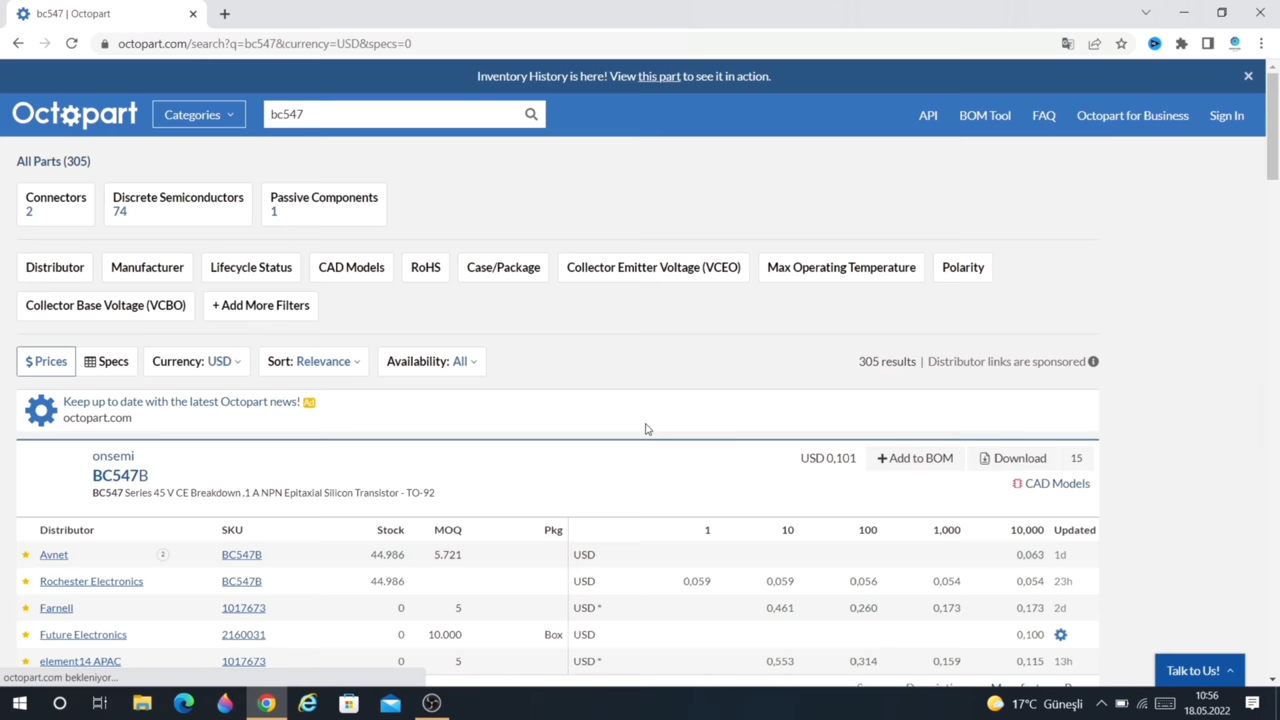 bc547 | Octopart
octopart.com/search?q=bc547&currency=USD&specs=0
Inventory History is here! View this part to see it in action.
Octopart
Categories
bc547
API
BOM Tool
FAQ
Octopart for Business
Sign In
All Parts (305)
Connectors
2
Discrete Semiconductors
74
Passive Components
1
Distributor
Manufacturer
Lifecycle Status
CAD Models
RoHS
Case/Package
Collector Emitter Voltage (VCEO)
Max Operating Temperature
Polarity
Collector Base Voltage (VCBO)
+ Add More Filters
$ Prices
Specs
Currency: USD
Sort: Relevance
Availability: All
305 results | Distributor links are sponsored
Keep up to date with the latest Octopart news! Ad
octopart.com
onsemi
BC547B
BC547 Series 45 V CE Breakdown .1 A NPN Epitaxial Silicon Transistor - TO-92
USD 0,101
+ Add to BOM
Download
15
CAD Models
Distributor SKU Stock MOQ Pkg 1 10 100 1,000 10,000 Updated
Avnet 2 BC547B 44.986 5.721 USD 0,063 1d
Rochester Electronics BC547B 44.986 USD 0,059 0,059 0,056 0,054 0,054 23h
Farnell 1017673 0 5 USD * 0,461 0,260 0,173 0,173 2d
Future Electronics 2160031 0 10.000 Box USD 0,100
element14 APAC 1017673 0 5 USD * 0,553 0,314 0,159 0,115 13h
octopart.com bekleniyor...
Talk to Us!
17°C Güneşli
10:56
18.05.2022